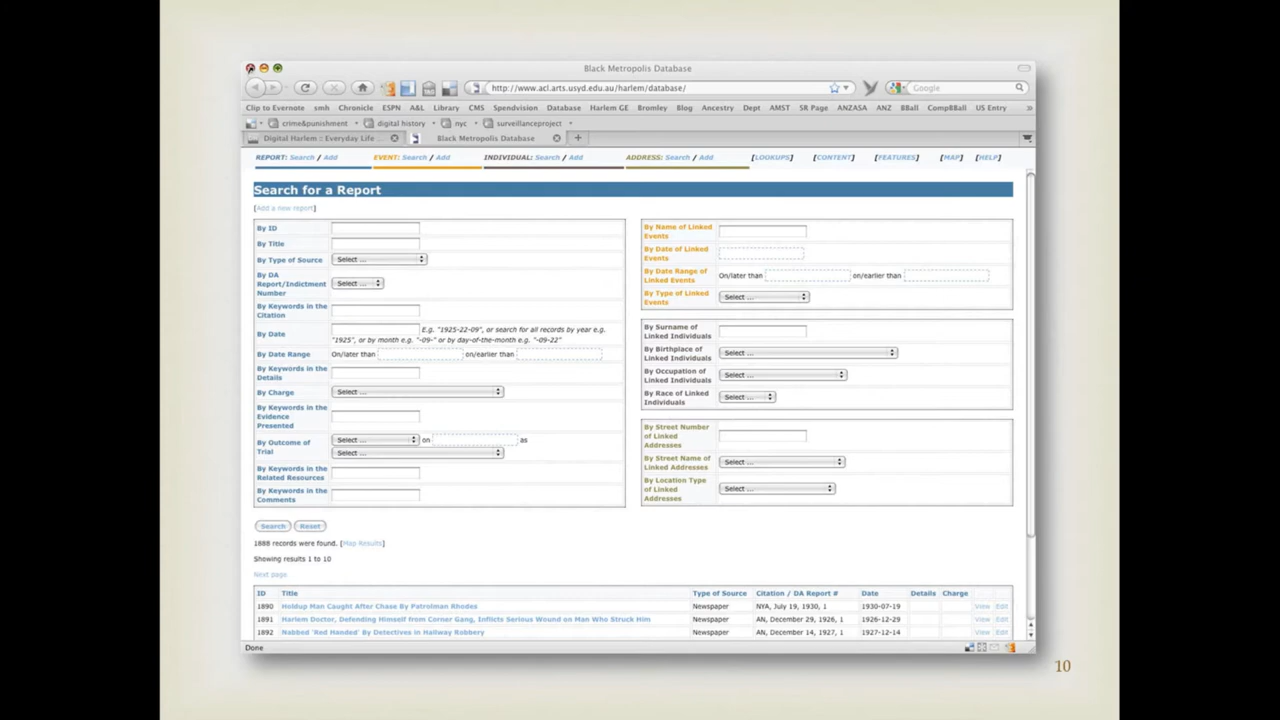 Black Metropolis Database
http://www.acl.arts.usyd.edu.au/harlem/database/
Google
Clip to Evernote smh Chronicle ESPN A&L Library CMS Spendvision Database Harlem GE Bromley Blog Ancestry Dept AMST SR Page ANZASA ANZ BBall CompBBall US Entry
crime&punishment digital history nyc surveillanceproject
Digital Harlem :: Everyday Life ... Black Metropolis Database
REPORT: Search / Add EVENT: Search / Add INDIVIDUAL: Search / Add ADDRESS: Search / Add [LOOKUPS] [CONTENT] [FEATURES] [MAP] [HELP]
Search for a Report
[Add a new report]
By ID
By Title
By Type of Source Select ...
By DA
Report/Indictment Select ...
Number
By Keywords in the
Citation
By Date E.g. "1925-22-09", or search for all records by year e.g.
"1925", or by month e.g. "-09-" or by day-of-the-month e.g. "-09-22"
By Date Range On/later than on/earlier than
By Keywords in the
Details
By Charge Select ...
By Keywords in the
Evidence
Presented
By Outcome of
Trial
Select ... on as
Select ...
By Keywords in the
Related Resources
By Keywords in the
Comments
By Name of Linked
Events
By Date of Linked
Events
By Date Range of
Linked Events
On/later than on/earlier than
By Type of Linked
Events
Select ...
By Surname of
Linked Individuals
By Birthplace of
Linked Individuals
Select ...
By Occupation of
Linked Individuals
Select ...
By Race of Linked
Individuals
Select ...
By Street Number
of Linked
Addresses
By Street Name of
Linked Addresses
Select ...
By Location Type
of Linked
Addresses
Select ...
Search Reset
1888 records were found. [Map Results]
Showing results 1 to 10
Next page
ID Title Type of Source Citation / DA Report # Date Details Charge
1890 Holdup Man Caught After Chase By Patrolman Rhodes Newspaper NYA, July 19, 1930, 1 1930-07-19 View Edit
1891 Harlem Doctor, Defending Himself from Corner Gang, Inflicts Serious Wound on Man Who Struck Him Newspaper AN, December 29, 1926, 1 1926-12-29 View Edit
1892 Nabbed 'Red Handed' By Detectives in Hallway Robbery Newspaper AN, December 14, 1927, 1 1927-12-14 View Edit
Done
10